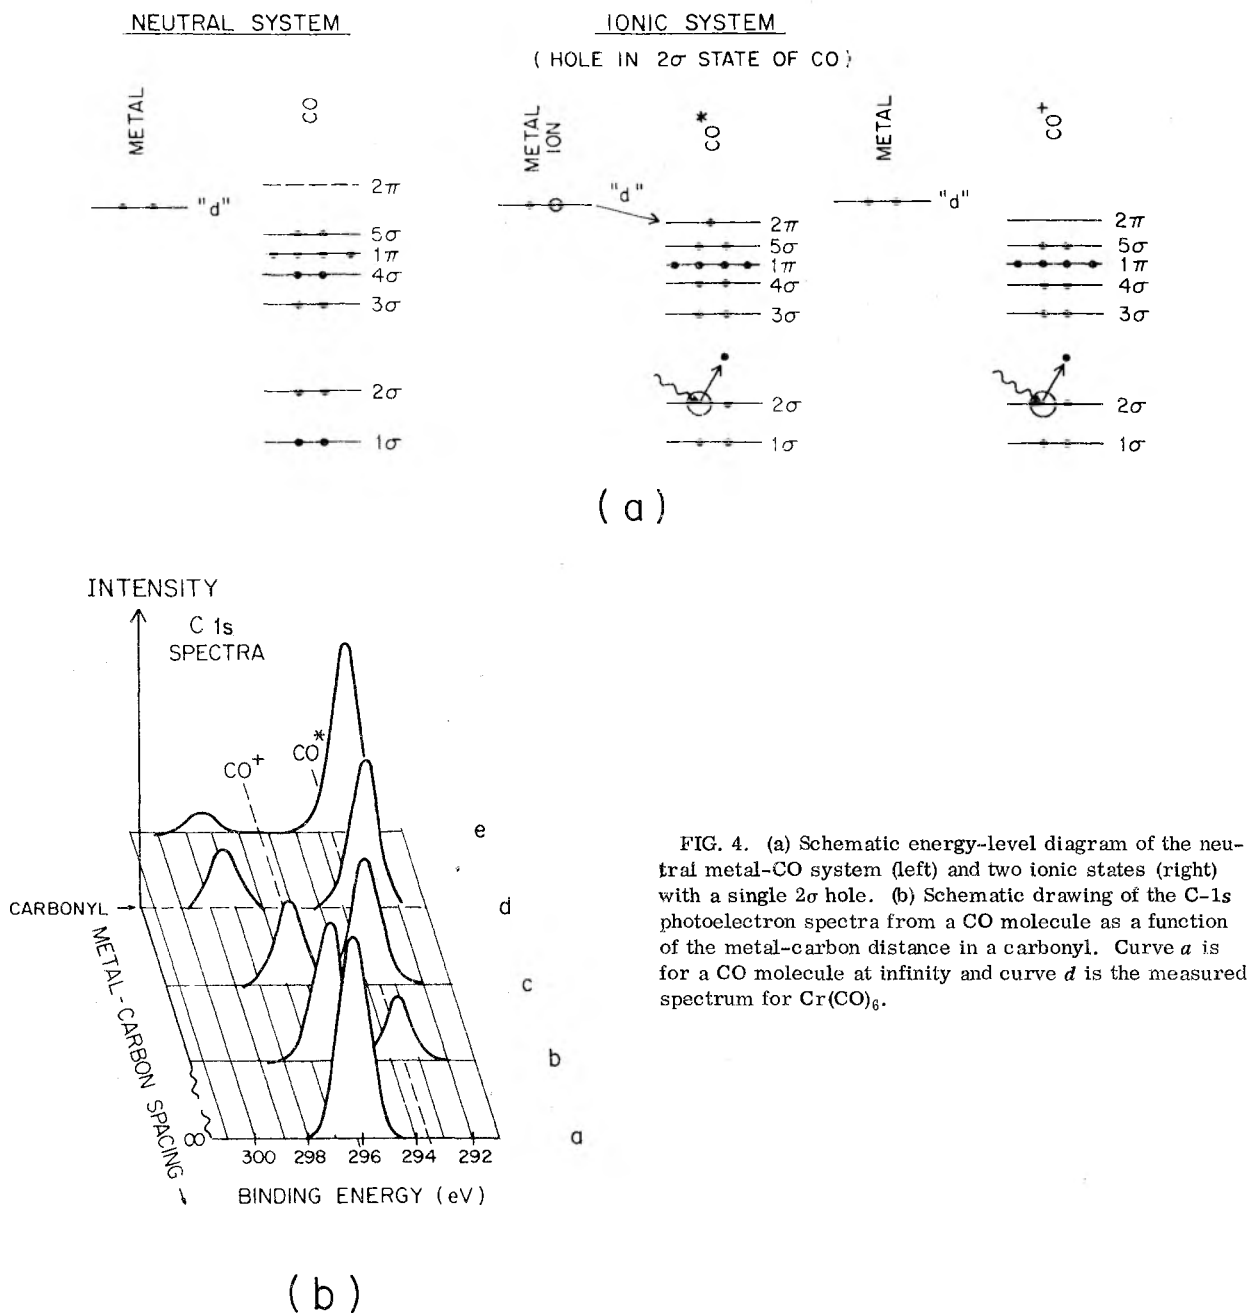 NEUTRAL SYSTEM
IONIC SYSTEM
( HOLE IN 2σ STATE OF CO )
METAL
CO
METAL ION
CO*
METAL
CO+
"d"
2π
5σ
1π
4σ
3σ
2σ
1σ
"d"
2π
5σ
1π
4σ
3σ
2σ
1σ
"d"
2π
5σ
1π
4σ
3σ
2σ
1σ
(a)
INTENSITY
C 1s
SPECTRA
CO+
CO*
e
CARBONYL
d
c
b
METAL-CARBON SPACING
∞
a
300 298 296 294 292
BINDING ENERGY (eV)
(b)
FIG. 4. (a) Schematic energy-level diagram of the neu-
tral metal-CO system (left) and two ionic states (right)
with a single 2σ hole. (b) Schematic drawing of the C-1s
photoelectron spectra from a CO molecule as a function
of the metal-carbon distance in a carbonyl. Curve a is
for a CO molecule at infinity and curve d is the measured
spectrum for Cr(CO)6.